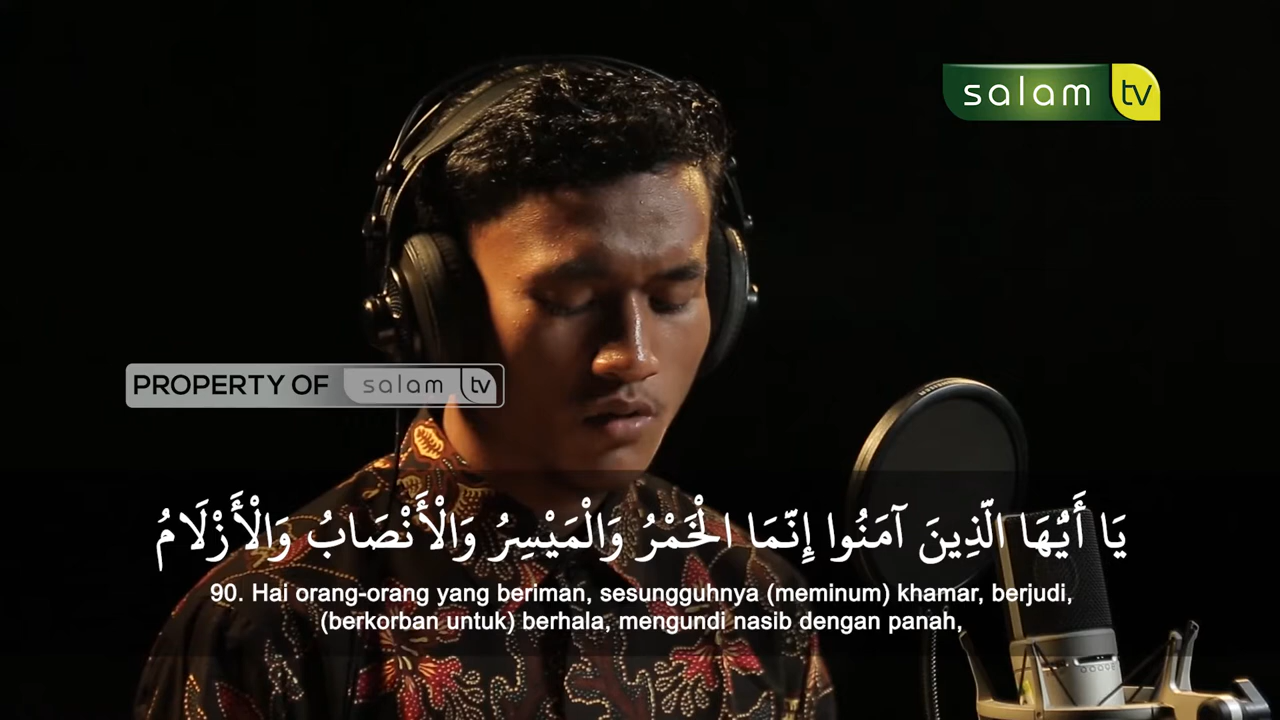 salam tv
PROPERTY OF salam tv
يَا أَيُّهَا الَّذِينَ آمَنُوا إِنَّمَا الْخَمْرُ وَالْمَيْسِرُ وَالْأَنْصَابُ وَالْأَزْلَامُ
90. Hai orang-orang yang beriman, sesungguhnya (meminum) khamar, berjudi,
(berkorban untuk) berhala, mengundi nasib dengan panah,